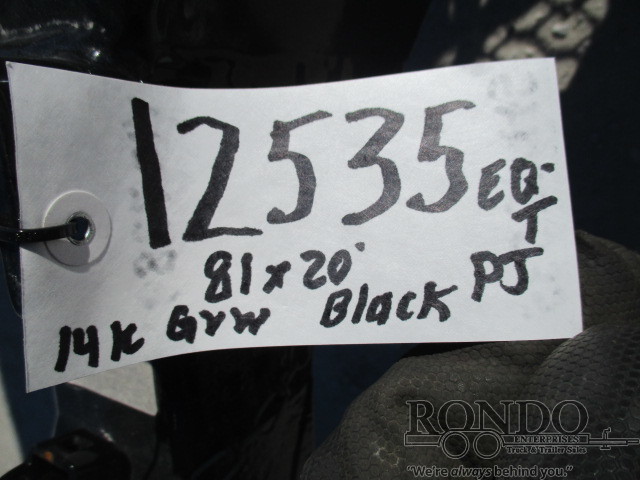 12535 EQ-T
81 x 20' PJ
14K GVW Black
RONDO
ENTERPRISES
Truck & Trailer Sales
"We're always behind you."